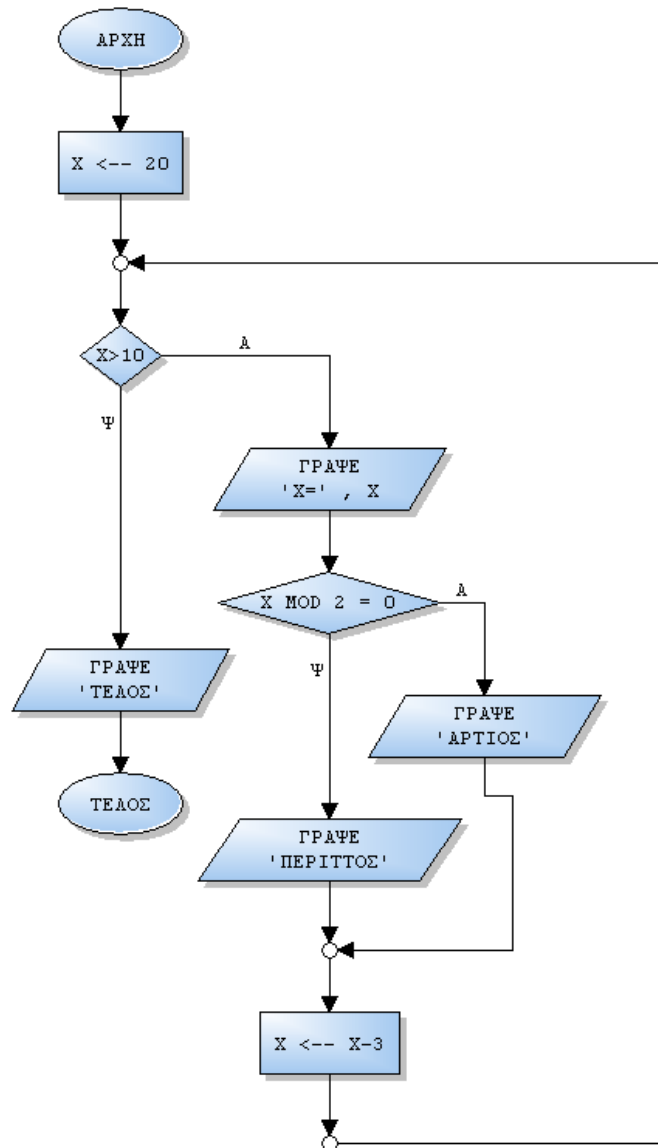 ΑΡΧΗ
Χ <-- 20
Χ>10
Α
Ψ
ΓΡΑΨΕ
'Χ=' , Χ
Χ MOD 2 = 0
Α
Ψ
ΓΡΑΨΕ
'ΤΕΛΟΣ'
ΓΡΑΨΕ
'ΑΡΤΙΟΣ'
ΤΕΛΟΣ
ΓΡΑΨΕ
'ΠΕΡΙΤΤΟΣ'
Χ <-- Χ-3